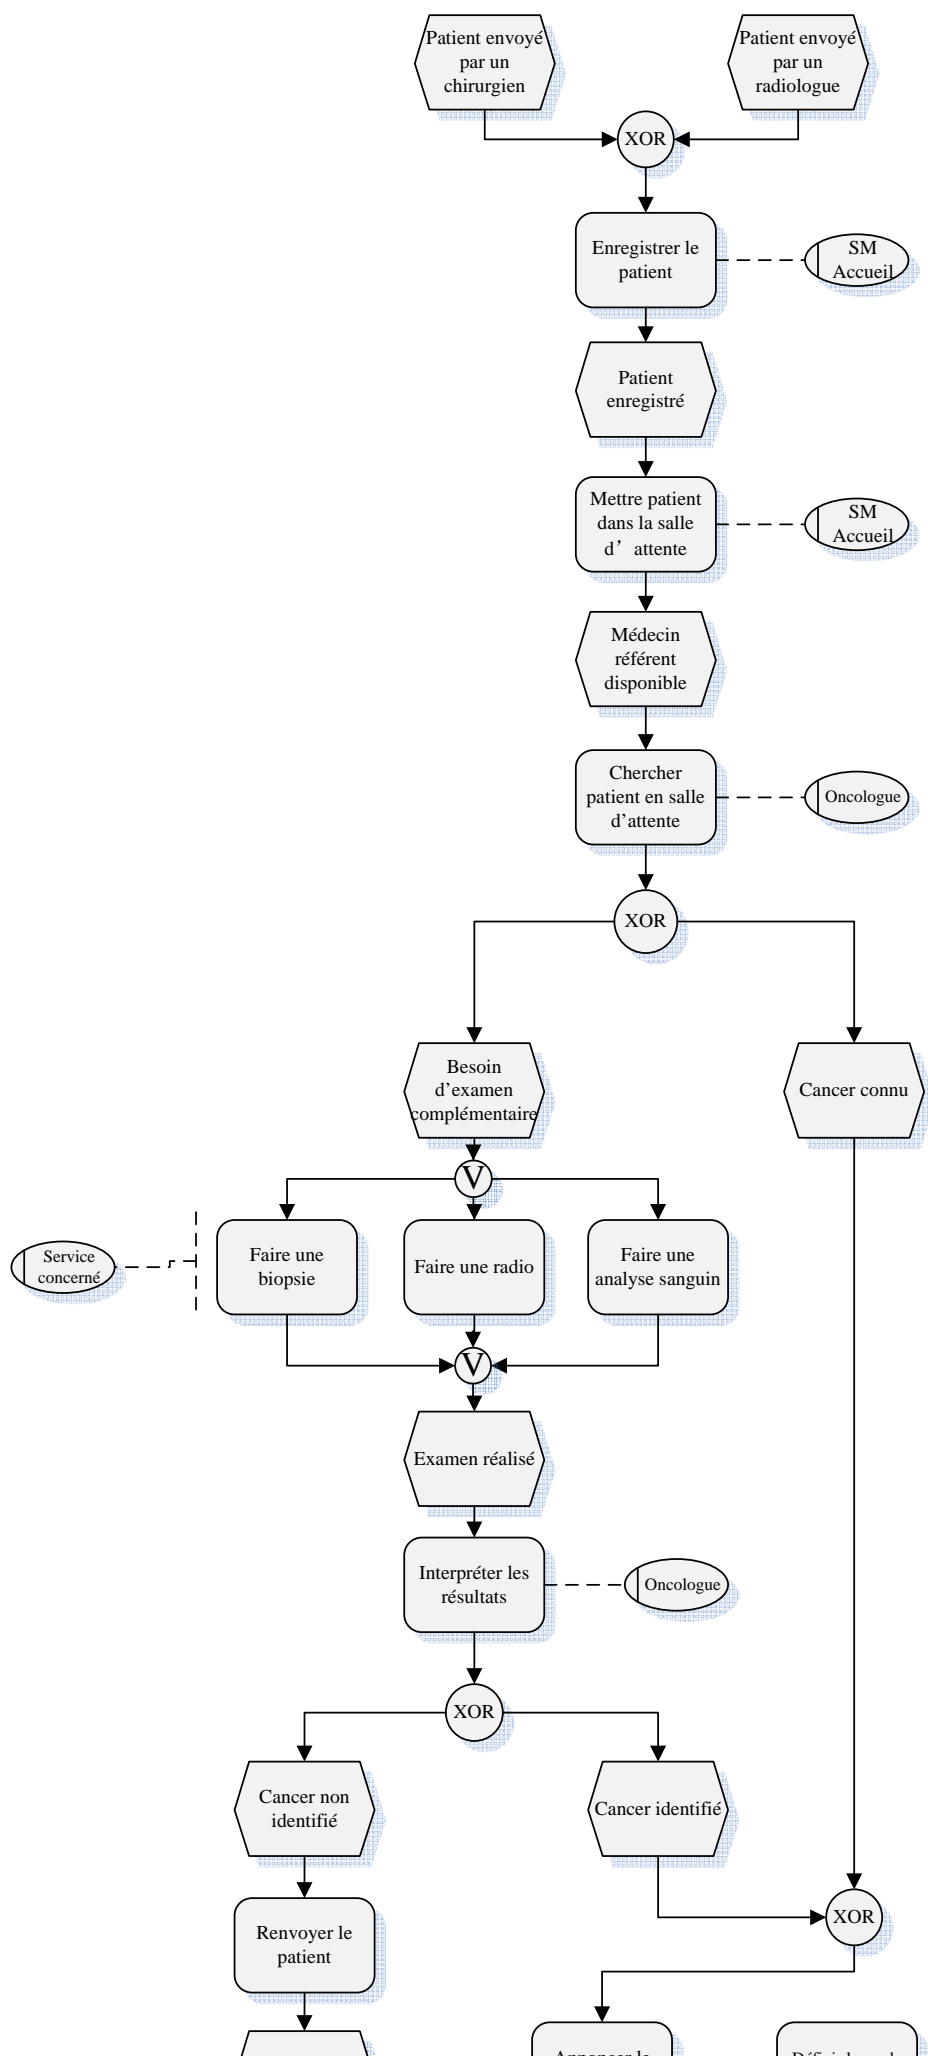 Patient envoyé
par un
chirurgien
Patient envoyé
par un
radiologue
XOR
Enregistrer le
patient
SM
Accueil
Patient
enregistré
Mettre patient
dans la salle
d’ attente
SM
Accueil
Médecin
référent
disponible
Chercher
patient en salle
d'attente
Oncologue
XOR
Besoin
d’examen
complémentaire
Cancer connu
V
Service
concerné
Faire une
biopsie
Faire une radio
Faire une
analyse sanguin
V
Examen réalisé
Interpréter les
résultats
Oncologue
XOR
Cancer non
identifié
Cancer identifié
Renvoyer le
patient
XOR
Annoncer le